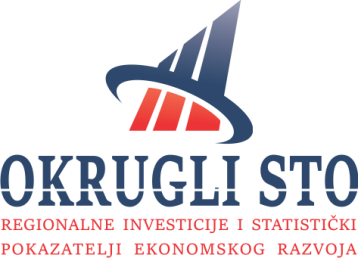 OKRUGLI STO
REGIONALNE INVESTICIJE I STATISTIČKI
POKAZATELJI EKONOMSKOG RAZVOJA